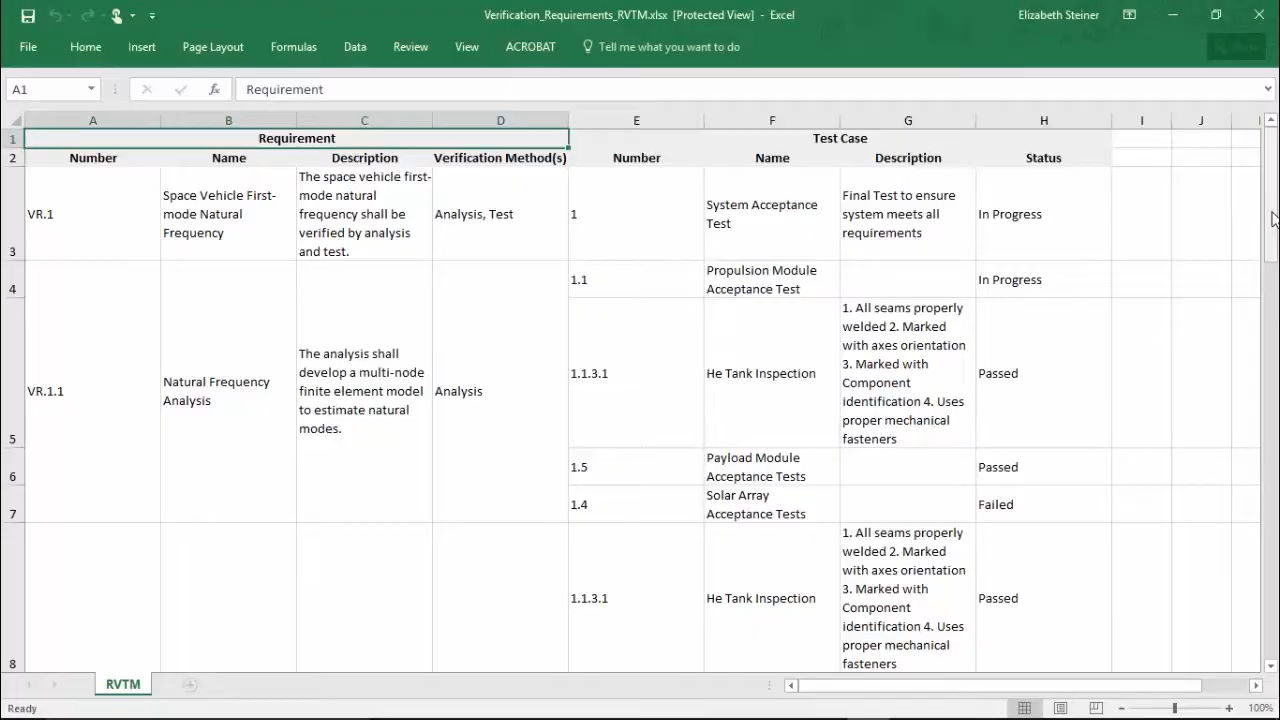 Verification_Requirements_RVTM.xlsx [Protected View] - Excel
Elizabeth Steiner
File Home Insert Page Layout Formulas Data Review View ACROBAT Tell me what you want to do
A1 fx Requirement
A B C D E F G H I J
1 Requirement Test Case
2 Number Name Description Verification Method(s) Number Name Description Status
3
VR.1
Space Vehicle First-
mode Natural
Frequency
The space vehicle first-
mode natural
frequency shall be
verified by analysis
and test.
Analysis, Test
1
System Acceptance
Test
Final Test to ensure
system meets all
requirements
In Progress
4
1.1
Propulsion Module
Acceptance Test
In Progress
VR.1.1
Natural Frequency
Analysis
The analysis shall
develop a multi-node
finite element model
to estimate natural
modes.
Analysis
5
1.1.3.1
He Tank Inspection
1. All seams properly
welded 2. Marked
with axes orientation
3. Marked with
Component
identification 4. Uses
proper mechanical
fasteners
Passed
6
1.5
Payload Module
Acceptance Tests
Passed
7
1.4
Solar Array
Acceptance Tests
Failed
8
1.1.3.1
He Tank Inspection
1. All seams properly
welded 2. Marked
with axes orientation
3. Marked with
Component
identification 4. Uses
proper mechanical
fasteners
Passed
RVTM
Ready
100%